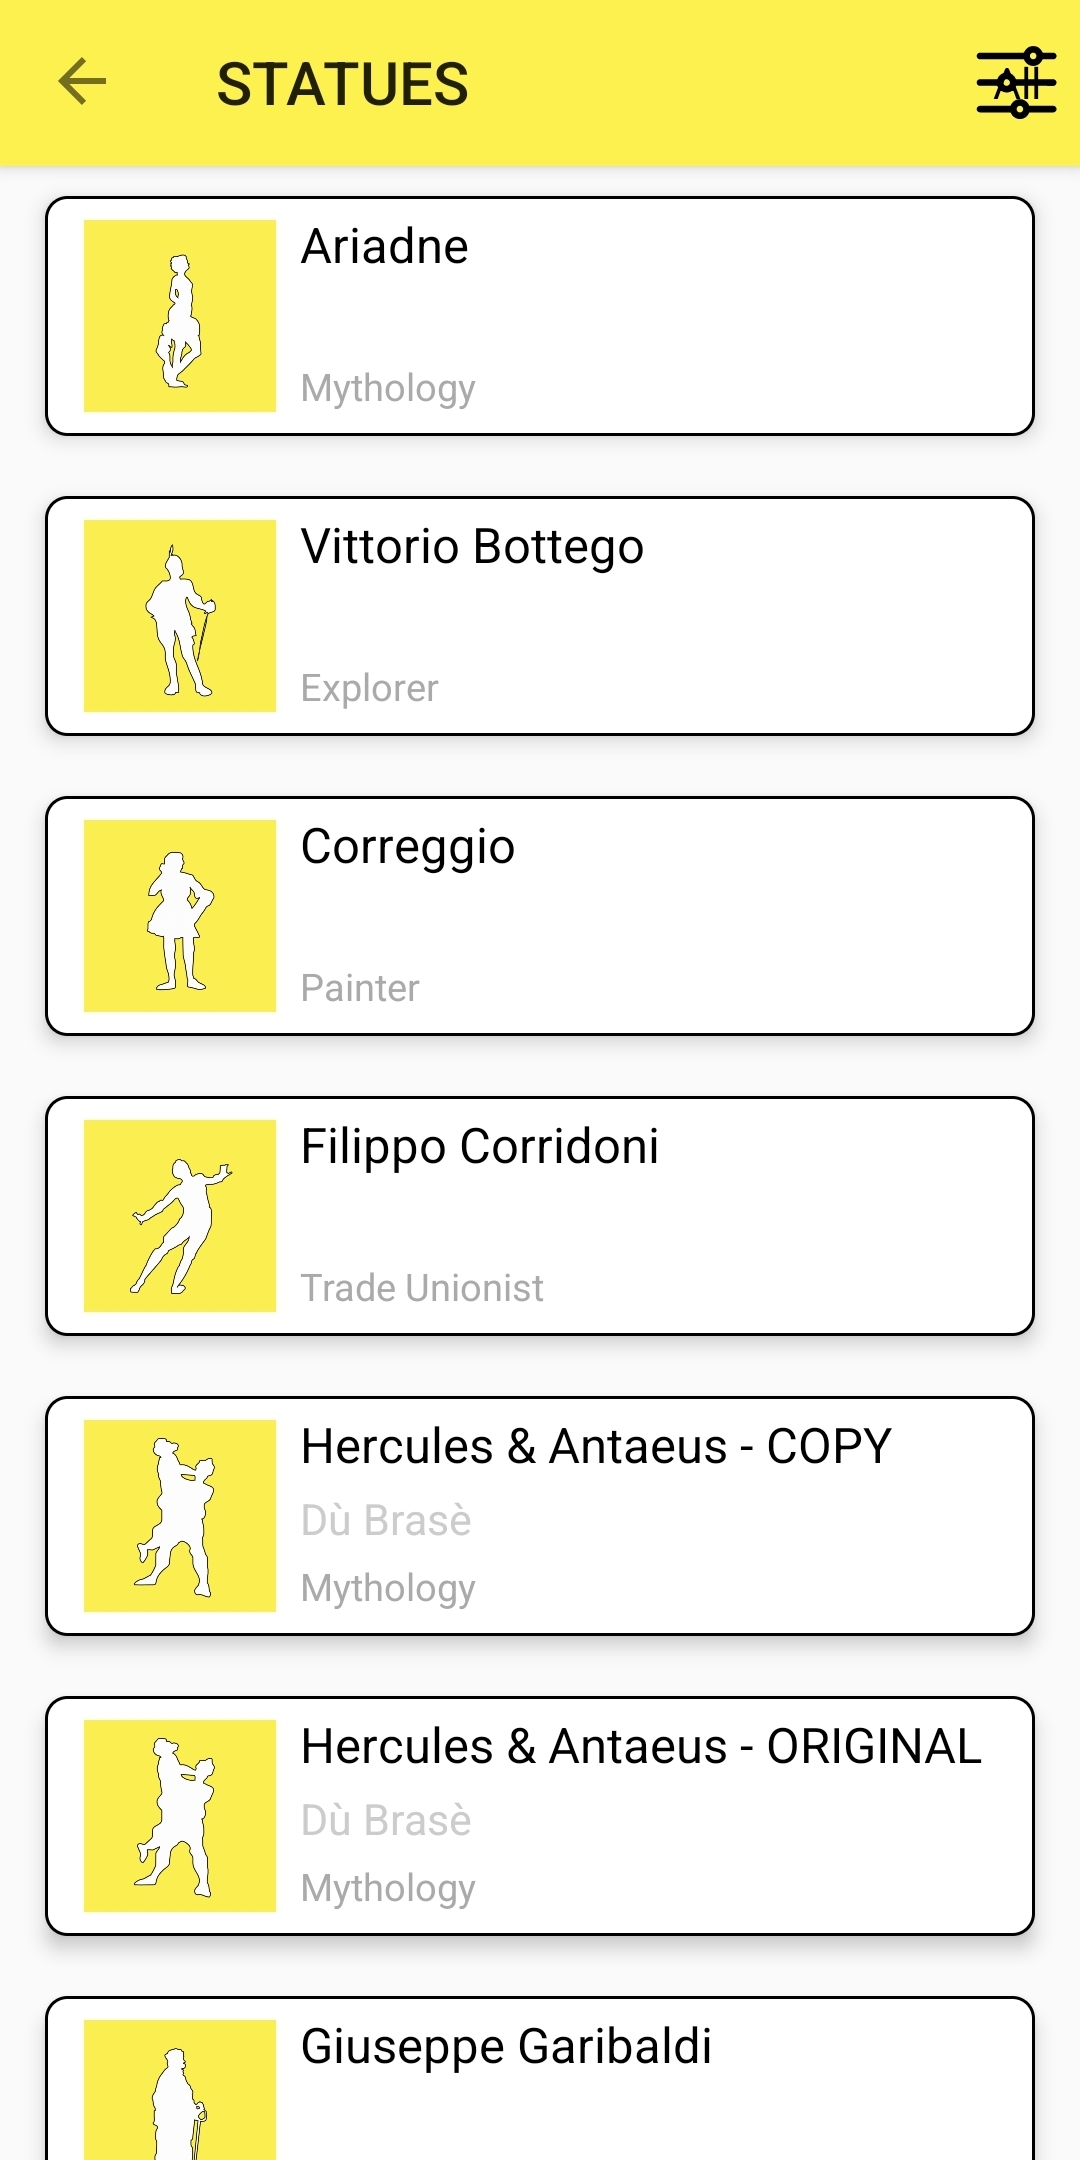 STATUES
All
Ariadne
Mythology
Vittorio Bottego
Explorer
Correggio
Painter
Filippo Corridoni
Trade Unionist
Hercules & Antaeus - COPY
Dù Brasè
Mythology
Hercules & Antaeus - ORIGINAL
Dù Brasè
Mythology
Giuseppe Garibaldi